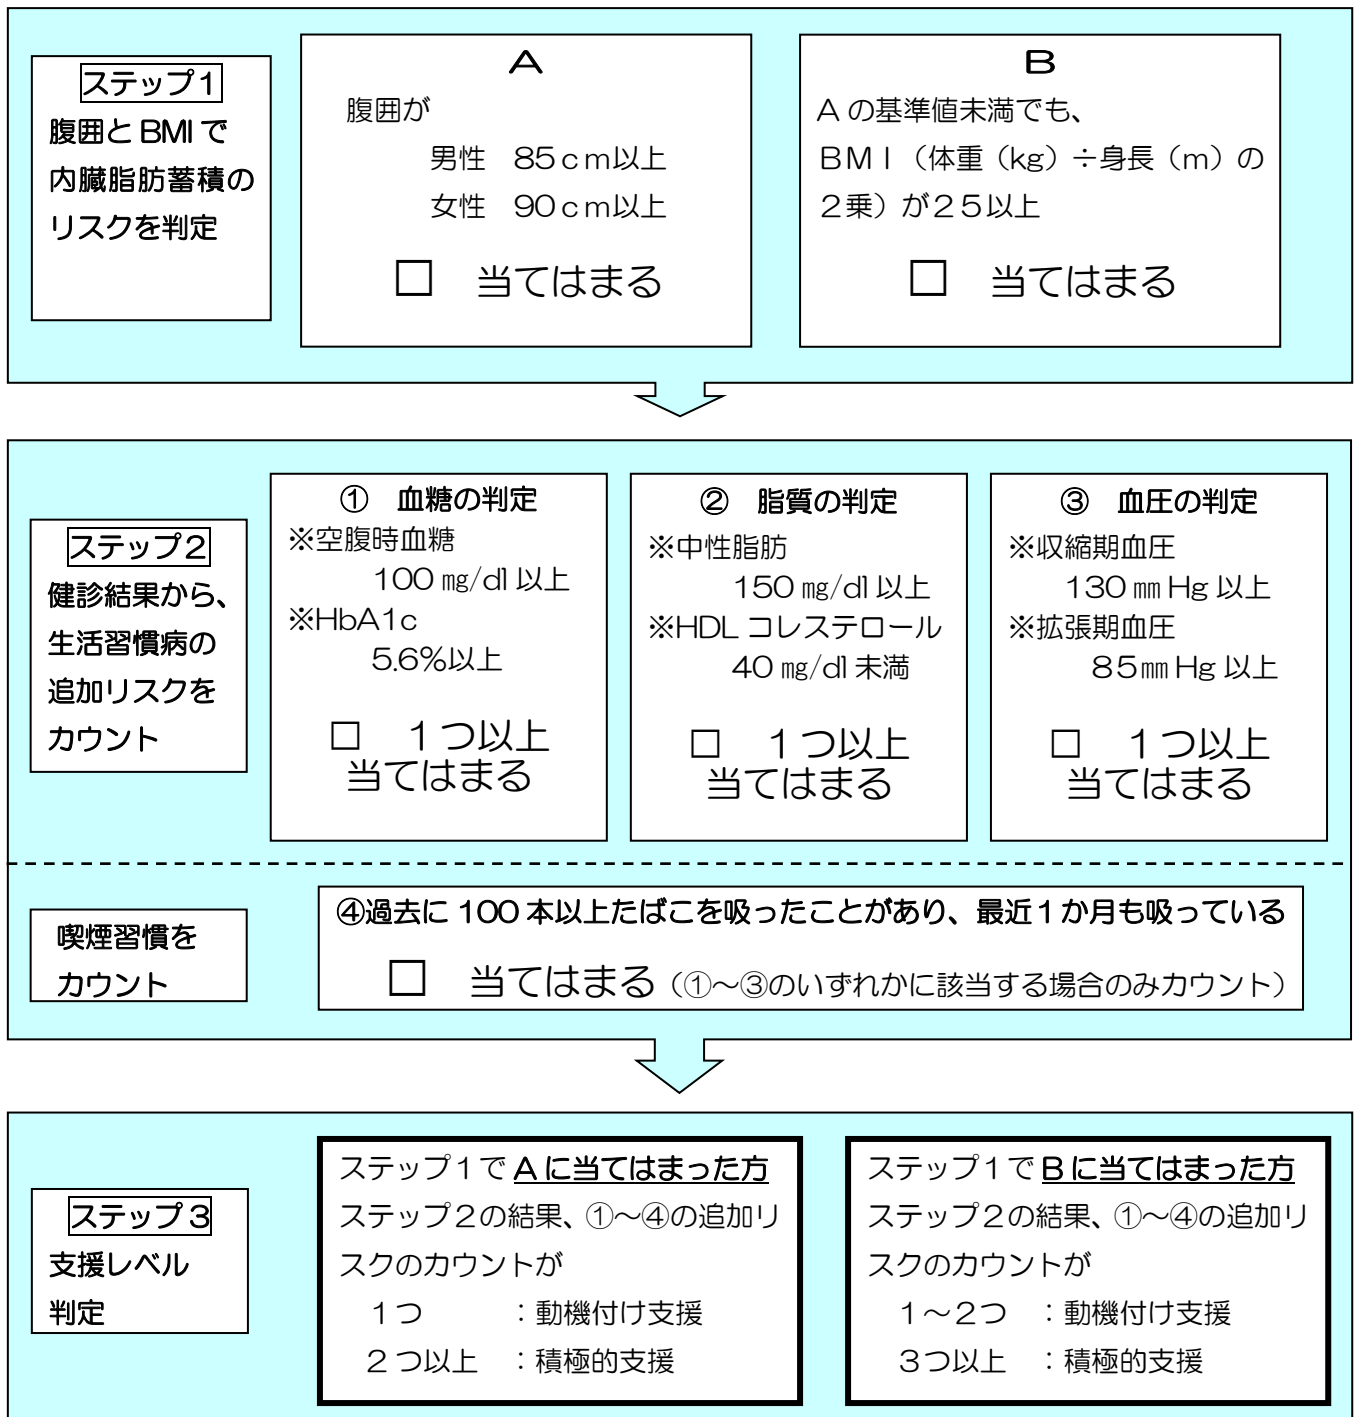 ステップ1
腹囲とBMIで
内臓脂肪蓄積の
リスクを判定
A
腹囲が
男性 85cm以上
女性 90cm以上
□ 当てはまる
B
Aの基準値未満でも、
BMI(体重(kg)÷身長(m)の
2乗)が25以上
□ 当てはまる
ステップ2
健診結果から、
生活習慣病の
追加リスクを
カウント
① 血糖の判定
※空腹時血糖
100㎎/dl以上
※HbA1c
5.6%以上
□ 1つ以上
当てはまる
② 脂質の判定
※中性脂肪
150㎎/dl以上
※HDLコレステロール
40㎎/dl未満
□ 1つ以上
当てはまる
③ 血圧の判定
※収縮期血圧
130㎜Hg以上
※拡張期血圧
85㎜Hg以上
□ 1つ以上
当てはまる
喫煙習慣を
カウント
④過去に100本以上たばこを吸ったことがあり、最近1か月も吸っている
□ 当てはまる(①~③のいずれかに該当する場合のみカウント)
ステップ3
支援レベル
判定
ステップ1でAに当てはまった方
ステップ2の結果、①~④の追加リ
スクのカウントが
1つ :動機付け支援
2つ以上 :積極的支援
ステップ1でBに当てはまった方
ステップ2の結果、①~④の追加リ
スクのカウントが
1~2つ :動機付け支援
3つ以上 :積極的支援